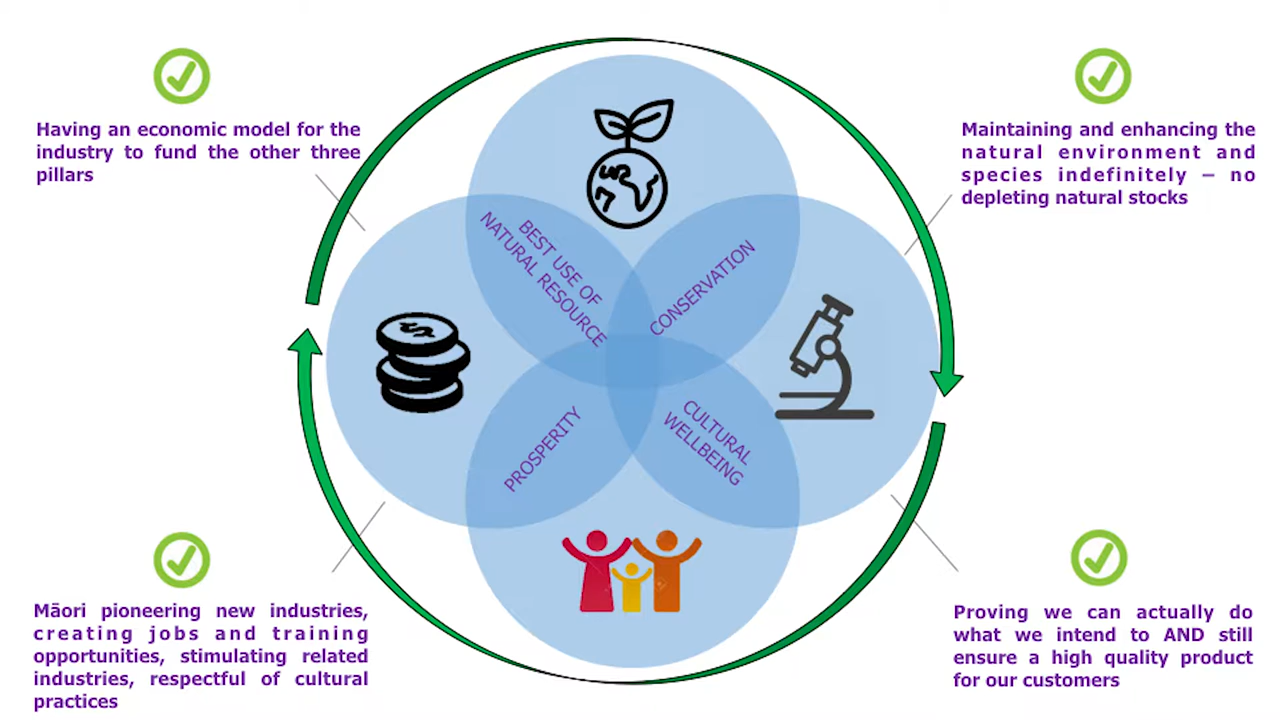 Having an economic model for the
industry to fund the other three
pillars
Maintaining and enhancing the
natural environment and
species indefinitely – no
depleting natural stocks
BEST USE OF
NATURAL RESOURCE
CONSERVATION
PROSPERITY
CULTURAL
WELLBEING
Māori pioneering new industries,
creating jobs and training
opportunities, stimulating related
industries, respectful of cultural
practices
Proving we can actually do
what we intend to AND still
ensure a high quality product
for our customers